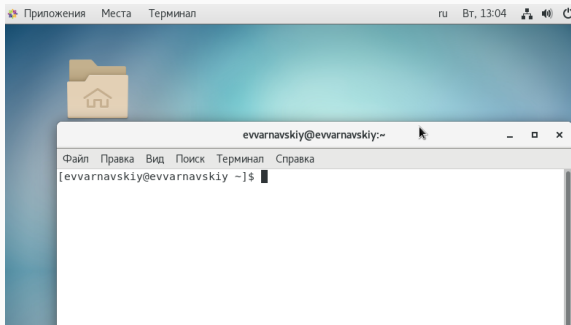 Приложения Места Терминал ru Вт, 13:04
evvarnavskiy@evvarnavskiy:~
Файл Правка Вид Поиск Терминал Справка
[evvarnavskiy@evvarnavskiy ~]$